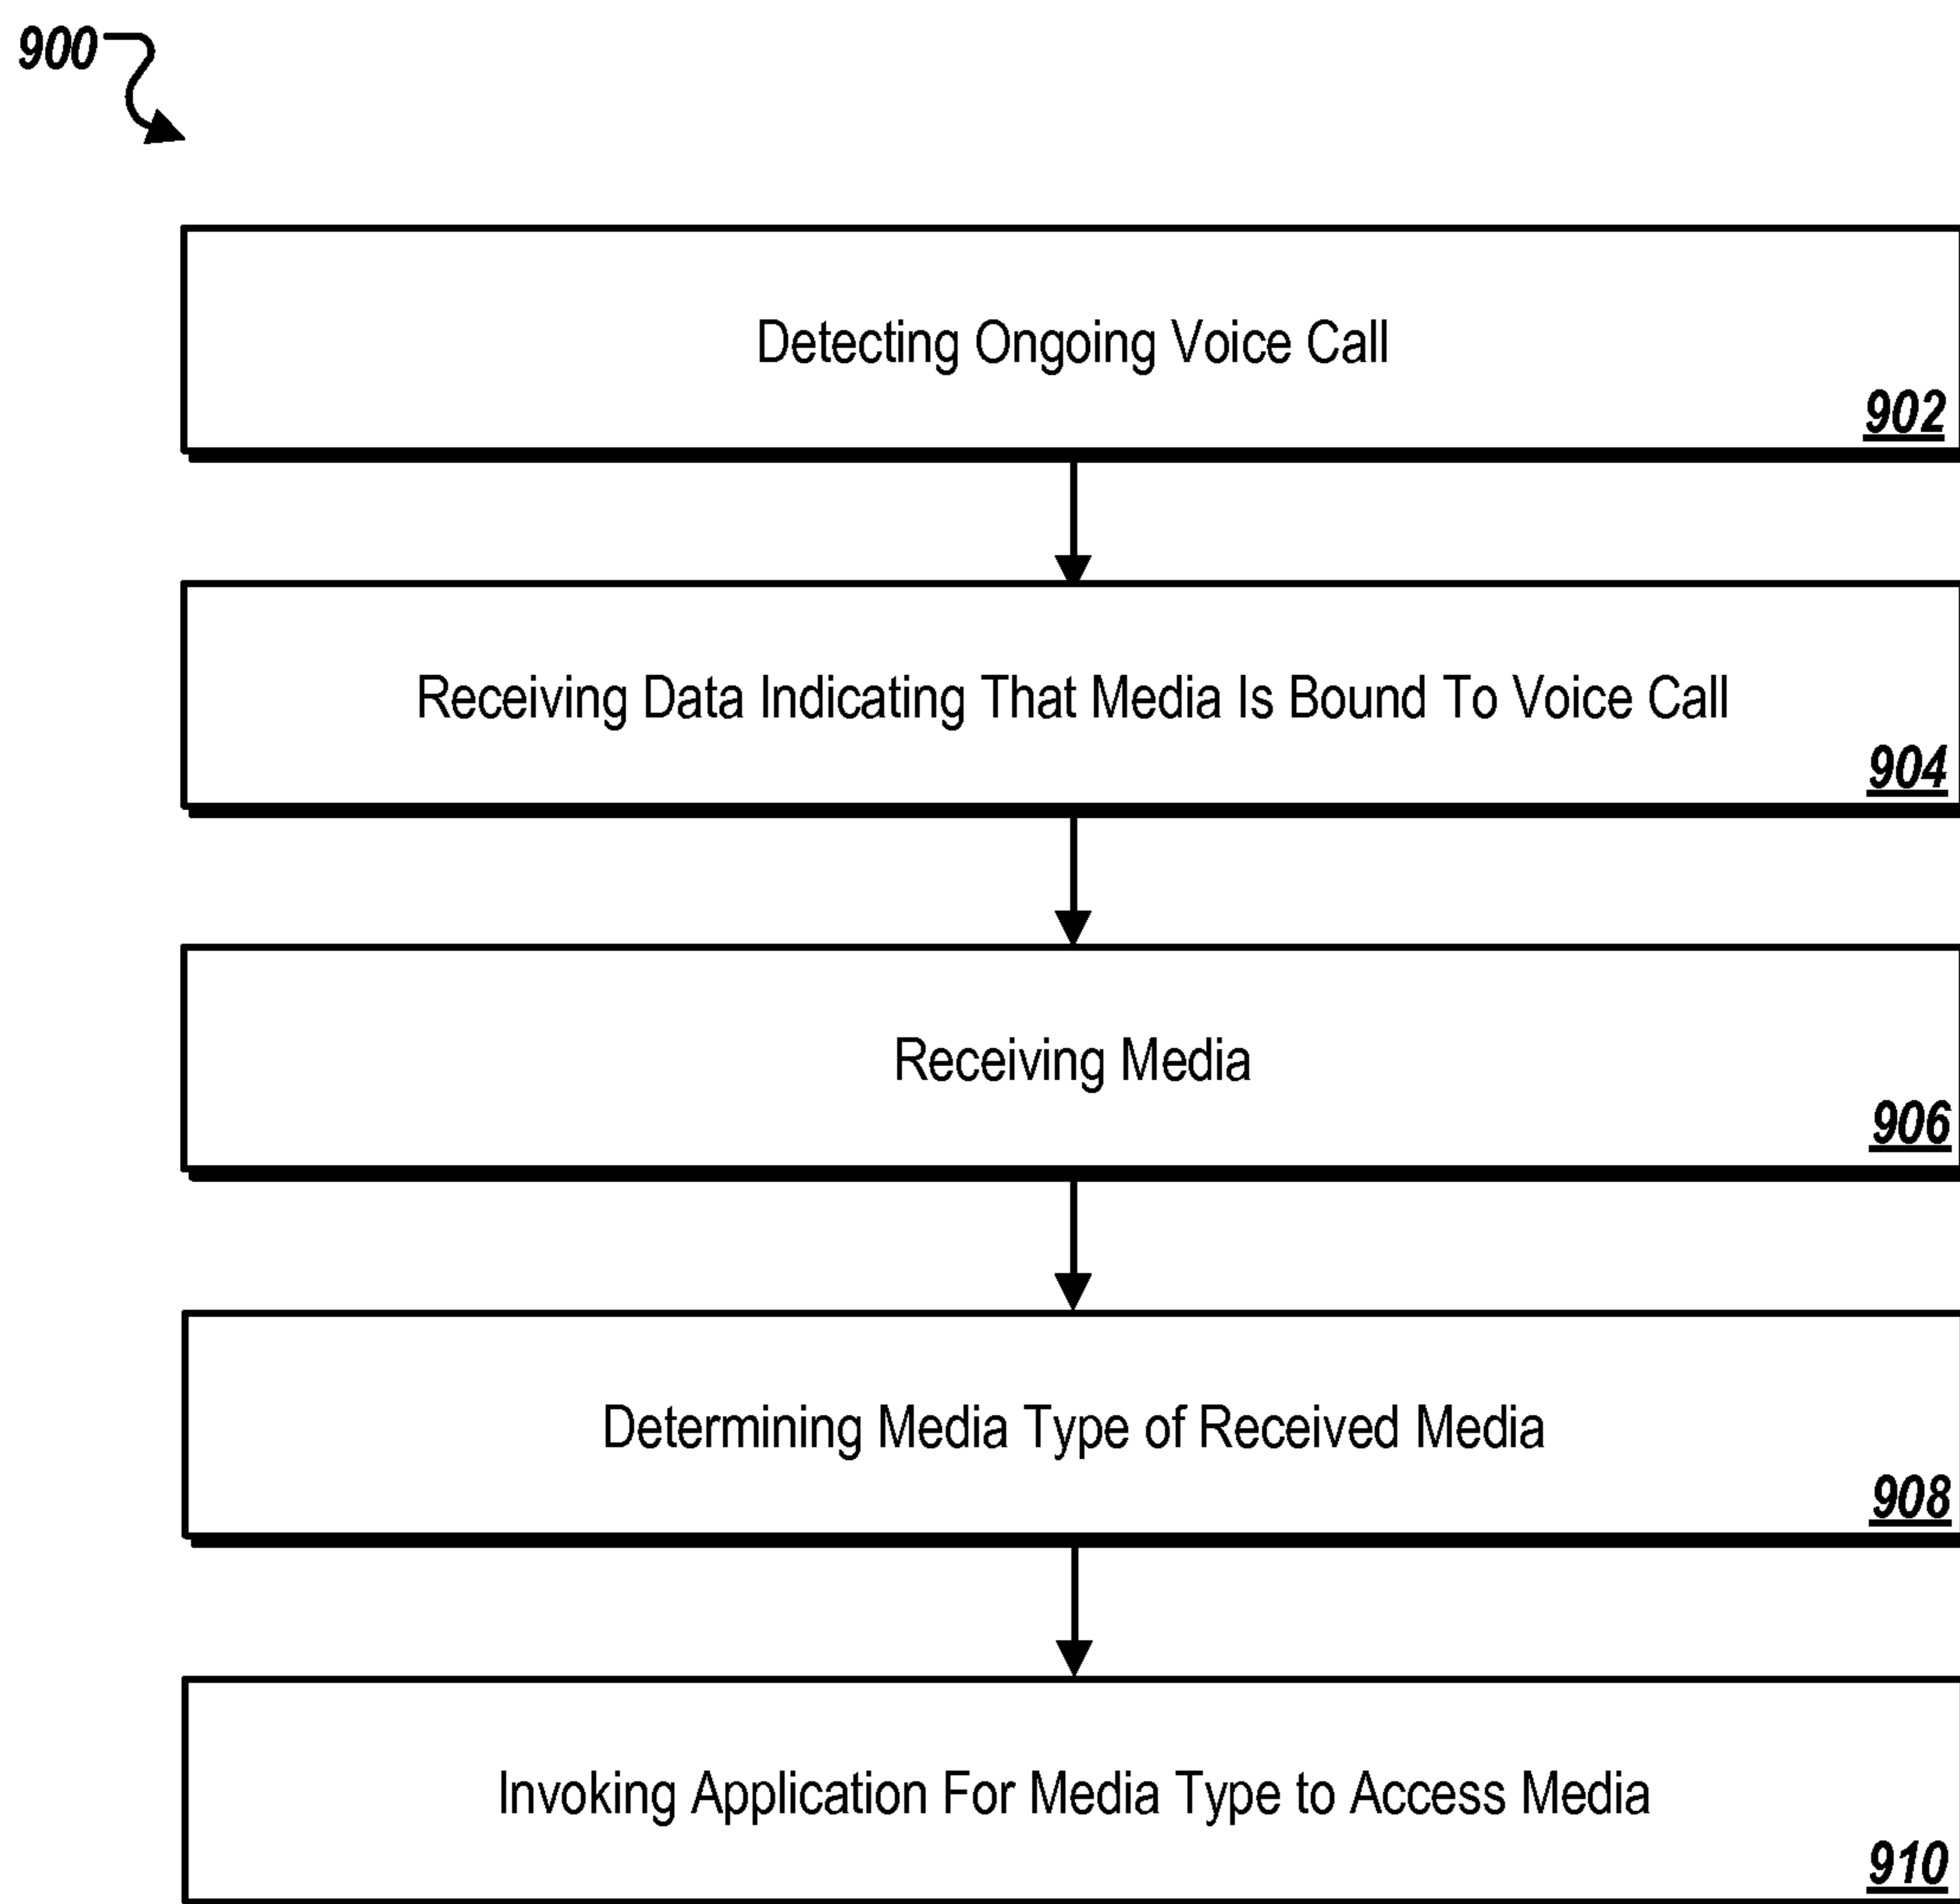 900
Detecting Ongoing Voice Call
902
Receiving Data Indicating That Media Is Bound To Voice Call
904
Receiving Media
906
Determining Media Type of Received Media
908
Invoking Application For Media Type to Access Media
910